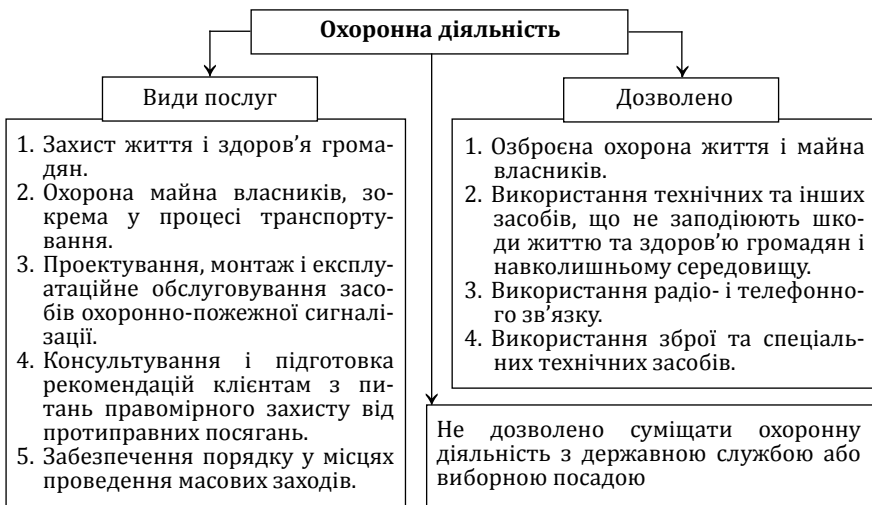 Охоронна діяльність
Види послуг
1. Захист життя і здоров’я грома-
дян.
2. Охорона майна власників, зо-
крема у процесі транспорту-
вання.
3. Проектування, монтаж і експлу-
атаційне обслуговування засо-
бів охоронно-пожежної сигналі-
зації.
4. Консультування і підготовка
рекомендацій клієнтам з пи-
тань правомірного захисту від
протиправних посягань.
5. Забезпечення порядку у місцях
проведення масових заходів.
Дозволено
1. Озброєна охорона життя і майна
власників.
2. Використання технічних та інших
засобів, що не заподіюють шко-
ди життю та здоров’ю громадян і
навколишньому середовищу.
3. Використання радіо- і телефонно-
го зв’язку.
4. Використання зброї та спеціаль-
них технічних засобів.
Не дозволено суміщати охоронну
діяльність з державною службою або
виборною посадою